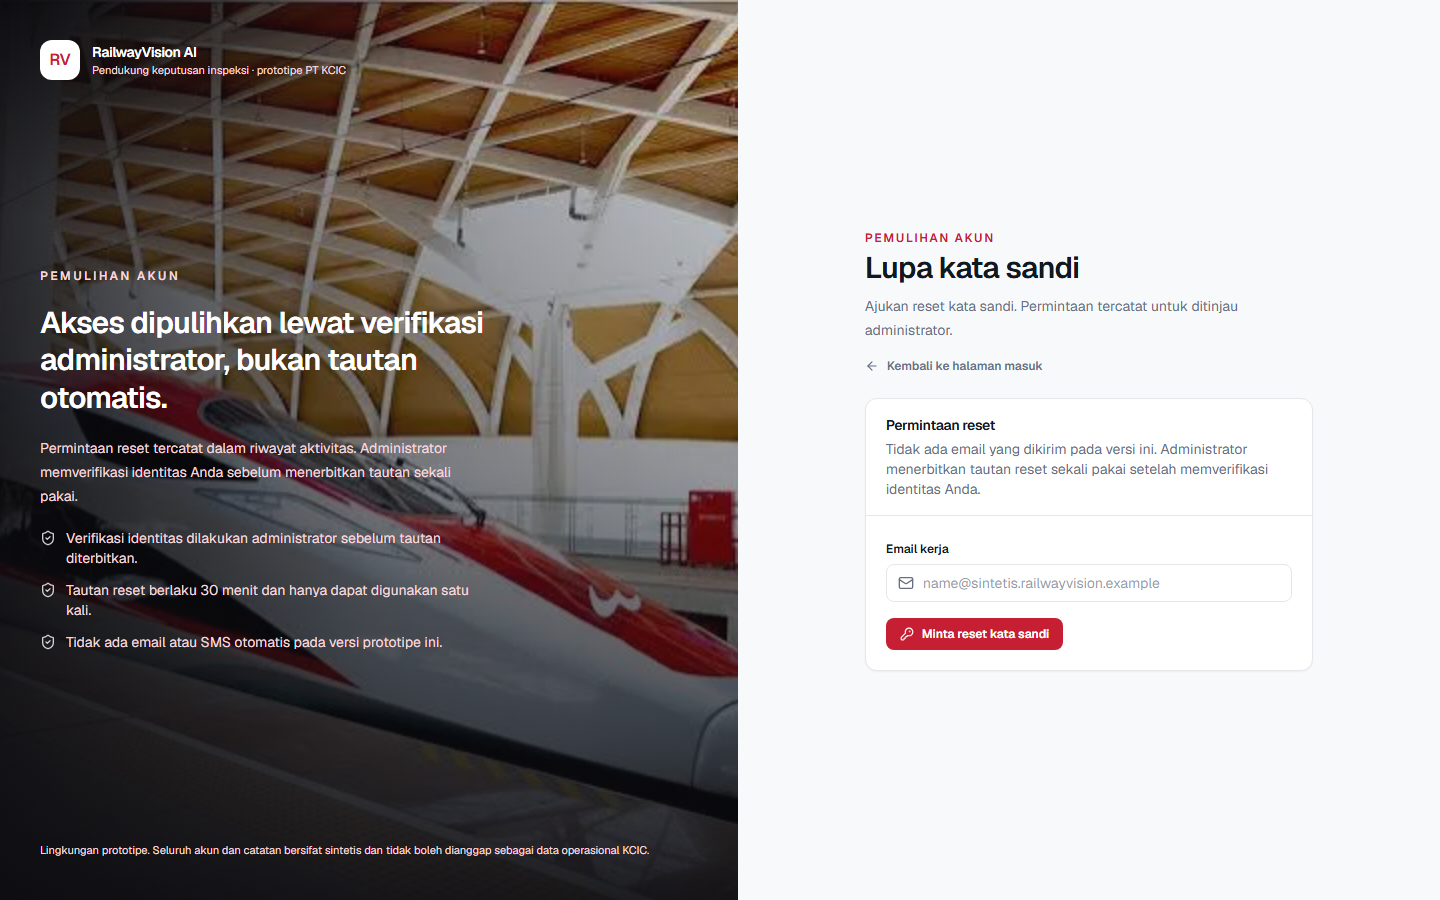 RV
RailwayVision AI
Pendukung keputusan inspeksi · prototipe PT KCIC
PEMULIHAN AKUN
Akses dipulihkan lewat verifikasi
administrator, bukan tautan
otomatis.
Permintaan reset tercatat dalam riwayat aktivitas. Administrator
memverifikasi identitas Anda sebelum menerbitkan tautan sekali
pakai.
Verifikasi identitas dilakukan administrator sebelum tautan
diterbitkan.
Tautan reset berlaku 30 menit dan hanya dapat digunakan satu
kali.
Tidak ada email atau SMS otomatis pada versi prototipe ini.
Lingkungan prototipe. Seluruh akun dan catatan bersifat sintetis dan tidak boleh dianggap sebagai data operasional KCIC.
PEMULIHAN AKUN
Lupa kata sandi
Ajukan reset kata sandi. Permintaan tercatat untuk ditinjau
administrator.
Kembali ke halaman masuk
Permintaan reset
Tidak ada email yang dikirim pada versi ini. Administrator
menerbitkan tautan reset sekali pakai setelah memverifikasi
identitas Anda.
Email kerja
name@sintetis.railwayvision.example
Minta reset kata sandi